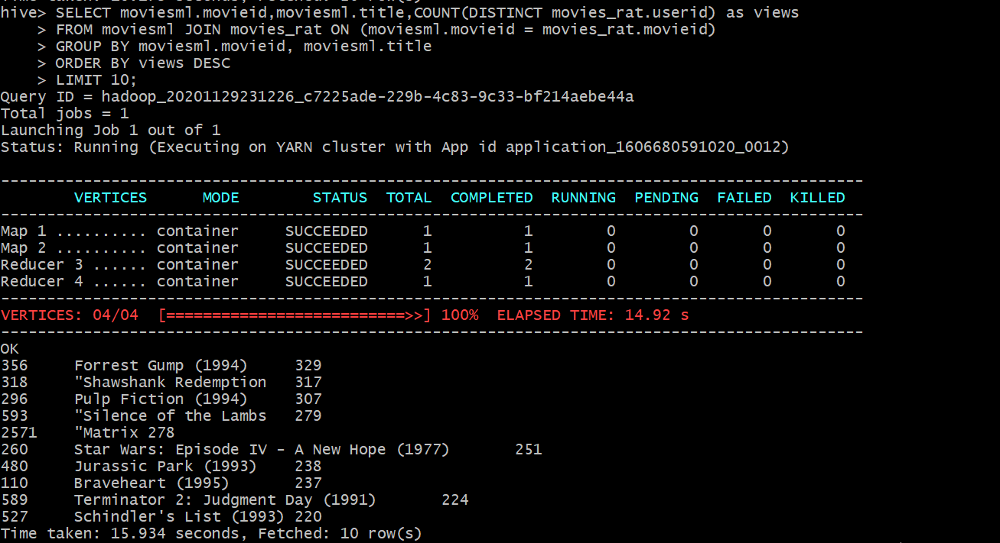 hive> SELECT moviesml.movieid,moviesml.title,COUNT(DISTINCT movies_rat.userid) as views
    > FROM moviesml JOIN movies_rat ON (moviesml.movieid = movies_rat.movieid)
    > GROUP BY moviesml.movieid, moviesml.title
    > ORDER BY views DESC
    > LIMIT 10;
Query ID = hadoop_20201129231226_c7225ade-229b-4c83-9c33-bf214aebe44a
Total jobs = 1
Launching Job 1 out of 1
Status: Running (Executing on YARN cluster with App id application_1606680591020_0012)
----------------------------------------------------------------------------------------------
        VERTICES      MODE        STATUS  TOTAL  COMPLETED  RUNNING  PENDING  FAILED  KILLED
----------------------------------------------------------------------------------------------
Map 1 .......... container     SUCCEEDED      1          1        0        0       0       0
Map 2 .......... container     SUCCEEDED      1          1        0        0       0       0
Reducer 3 ...... container     SUCCEEDED      2          2        0        0       0       0
Reducer 4 ...... container     SUCCEEDED      1          1        0        0       0       0
----------------------------------------------------------------------------------------------
VERTICES: 04/04  [==========================>>] 100%  ELAPSED TIME: 14.92 s
----------------------------------------------------------------------------------------------
OK
356     Forrest Gump (1994)     329
318     "Shawshank Redemption   317
296     Pulp Fiction (1994)     307
593     "Silence of the Lambs   279
2571    "Matrix 278
260     Star Wars: Episode IV - A New Hope (1977)       251
480     Jurassic Park (1993)    238
110     Braveheart (1995)       237
589     Terminator 2: Judgment Day (1991)       224
527     Schindler's List (1993) 220
Time taken: 15.934 seconds, Fetched: 10 row(s)